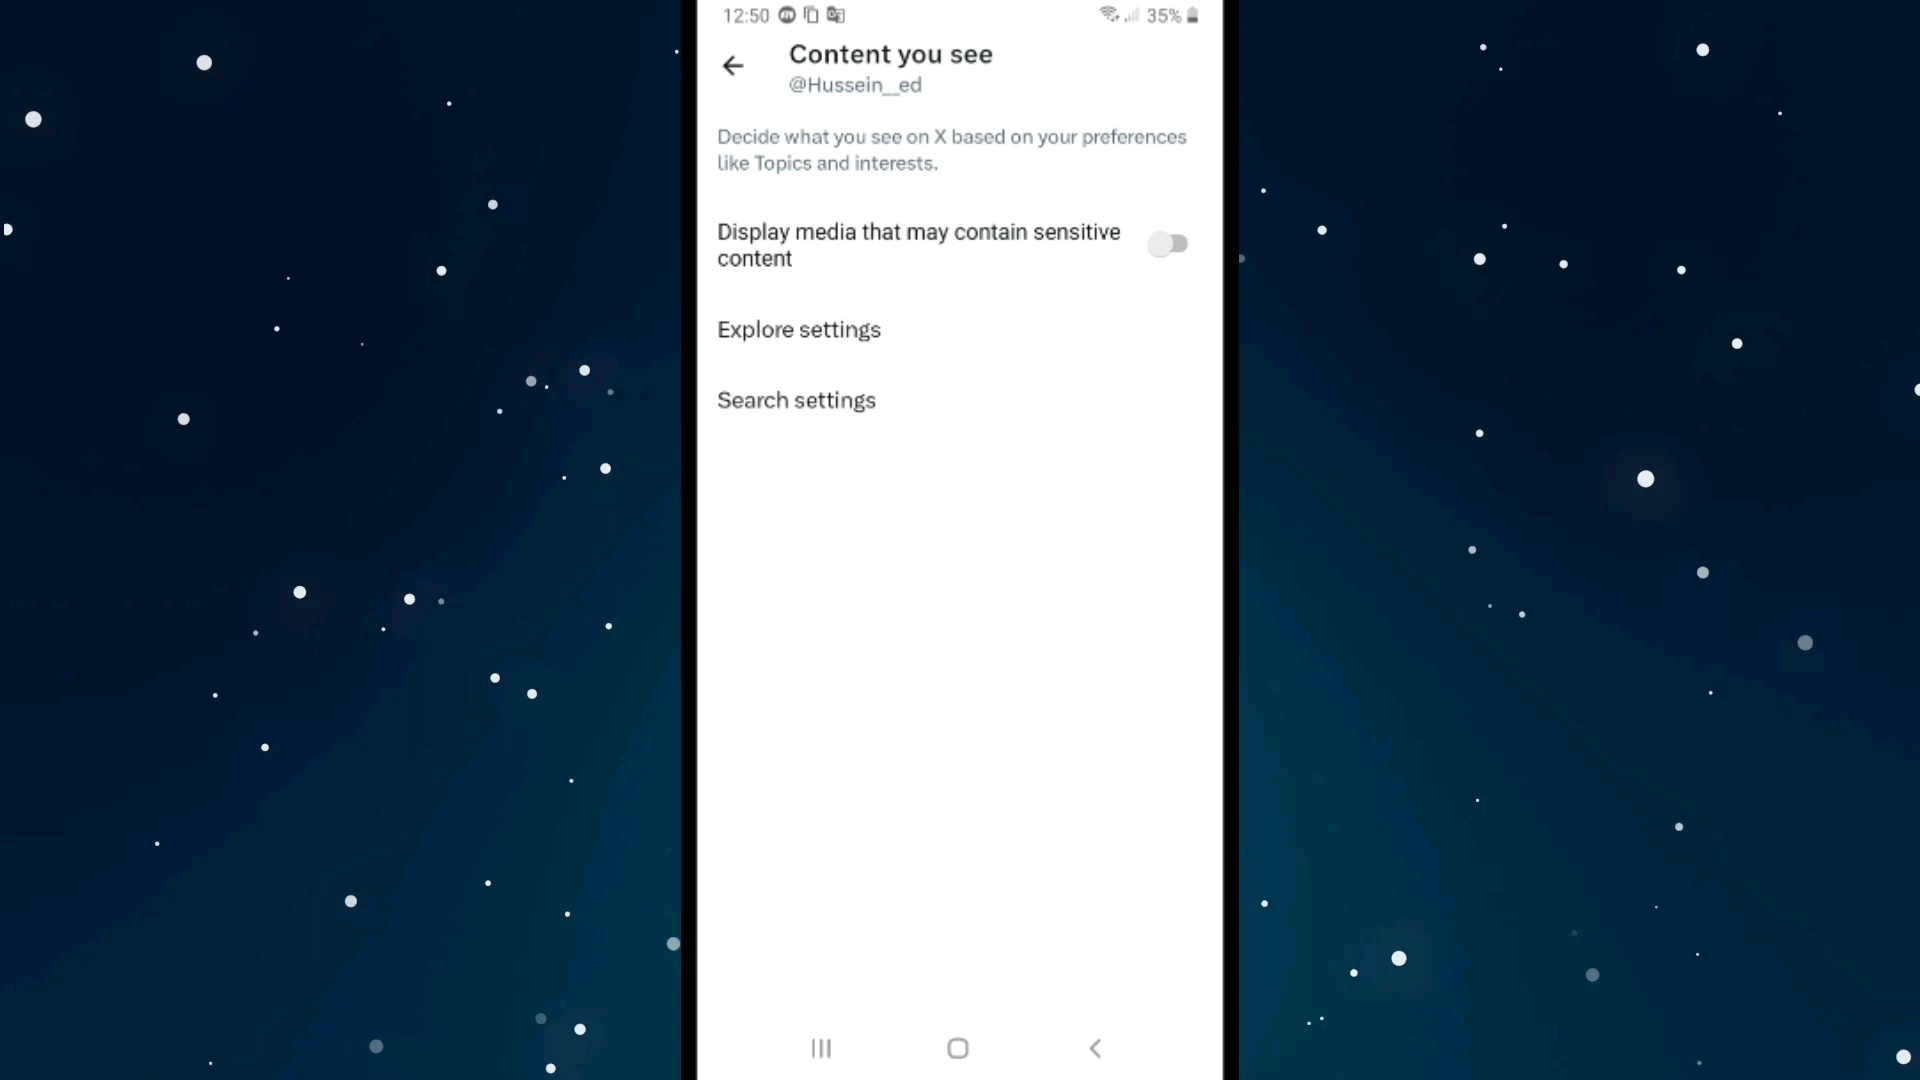 12:50 35%
Content you see
@Hussein__ed
Decide what you see on X based on your preferences
like Topics and interests.
Display media that may contain sensitive
content
Explore settings
Search settings